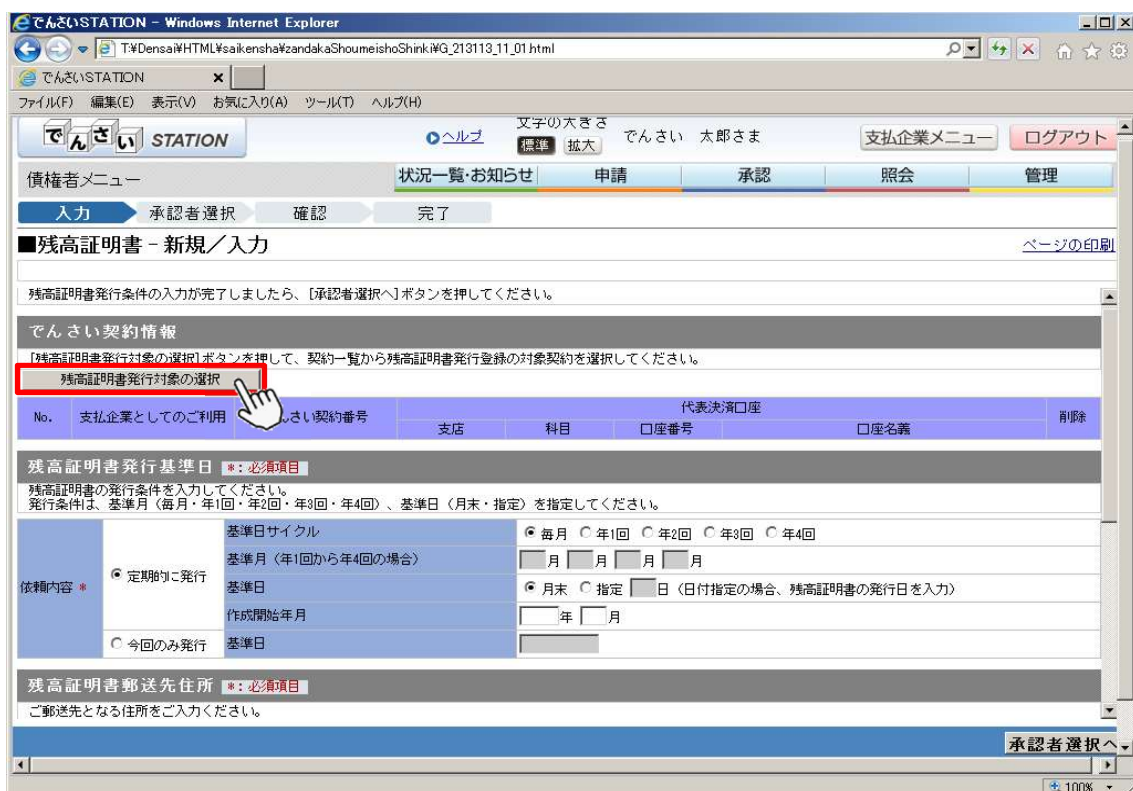 でんさいSTATION - Windows Internet Explorer
T:¥Densai¥HTML¥saikensha¥zandakaShoumeishoShinki¥G_213113_11_01.html
でんさいSTATION
ファイル(F) 編集(E) 表示(V) お気に入り(A) ツール(T) ヘルプ(H)
でんさい STATION ヘルプ 文字の大きさ 標準 拡大 でんさい 太郎さま 支払企業メニュー ログアウト
債権者メニュー 状況一覧・お知らせ 申請 承認 照会 管理
入力 承認者選択 確認 完了
■残高証明書－新規／入力 ページの印刷
残高証明書発行条件の入力が完了しましたら、[承認者選択へ]ボタンを押してください。
でんさい契約情報
[残高証明書発行対象の選択]ボタンを押して、契約一覧から残高証明書発行登録の対象契約を選択してください。
残高証明書発行対象の選択
No. 支払企業としてのご利用 んさい契約番号 代表決済口座 削除
支店 科目 口座番号 口座名義
残高証明書発行基準日 *:必須項目
残高証明書の発行条件を入力してください。
発行条件は、基準月（毎月・年1回・年2回・年3回・年4回）、基準日（月末・指定）を指定してください。
基準日サイクル 毎月 年1回 年2回 年3回 年4回
基準月（年1回から年4回の場合） 月 月 月 月
依頼内容 * 定期的に発行 基準日 月末 指定 日（日付指定の場合、残高証明書の発行日を入力）
作成開始年月 年 月
今回のみ発行 基準日
残高証明書郵送先住所 *:必須項目
ご郵送先となる住所をご入力ください。
承認者選択へ
100%